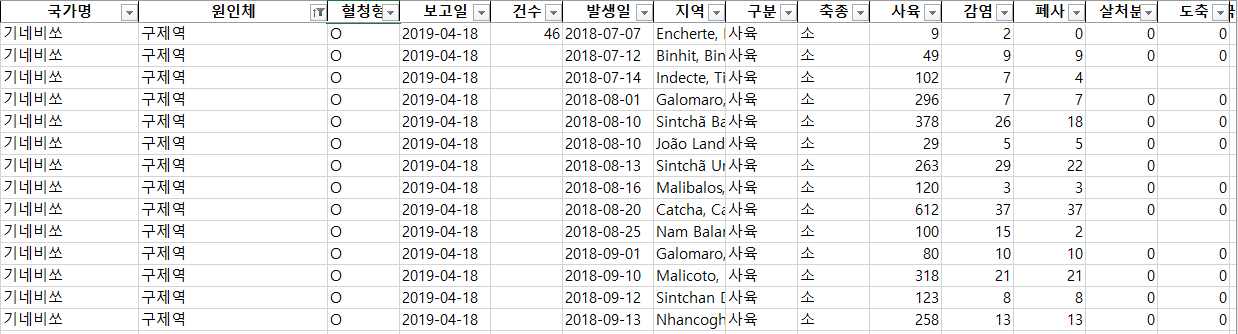 국가명 원인체 혈청형 보고일 건수 발생일 지역 구분 축종 사육 감염 폐사 살처분 도축
기네비쏘 구제역 O 2019-04-18 46 2018-07-07 Encherte, 사육 소 9 2 0 0 0
기네비쏘 구제역 O 2019-04-18 2018-07-12 Binhit, Bin 사육 소 49 9 9 0 0
기네비쏘 구제역 O 2019-04-18 2018-07-14 Indecte, Ti 사육 소 102 7 4
기네비쏘 구제역 O 2019-04-18 2018-08-01 Galomaro, 사육 소 296 7 7 0 0
기네비쏘 구제역 O 2019-04-18 2018-08-10 Sintchã Ba 사육 소 378 26 18 0 0
기네비쏘 구제역 O 2019-04-18 2018-08-10 João Land 사육 소 29 5 5 0 0
기네비쏘 구제역 O 2019-04-18 2018-08-13 Sintchã Ur 사육 소 263 29 22 0
기네비쏘 구제역 O 2019-04-18 2018-08-16 Malibalos, 사육 소 120 3 3 0 0
기네비쏘 구제역 O 2019-04-18 2018-08-20 Catcha, Ca 사육 소 612 37 37 0 0
기네비쏘 구제역 O 2019-04-18 2018-08-25 Nam Balar 사육 소 100 15 2
기네비쏘 구제역 O 2019-04-18 2018-09-01 Galomaro, 사육 소 80 10 10 0 0
기네비쏘 구제역 O 2019-04-18 2018-09-10 Malicoto, 사육 소 318 21 21 0 0
기네비쏘 구제역 O 2019-04-18 2018-09-12 Sintchan D 사육 소 123 8 8 0 0
기네비쏘 구제역 O 2019-04-18 2018-09-13 Nhancogh 사육 소 258 13 13 0 0